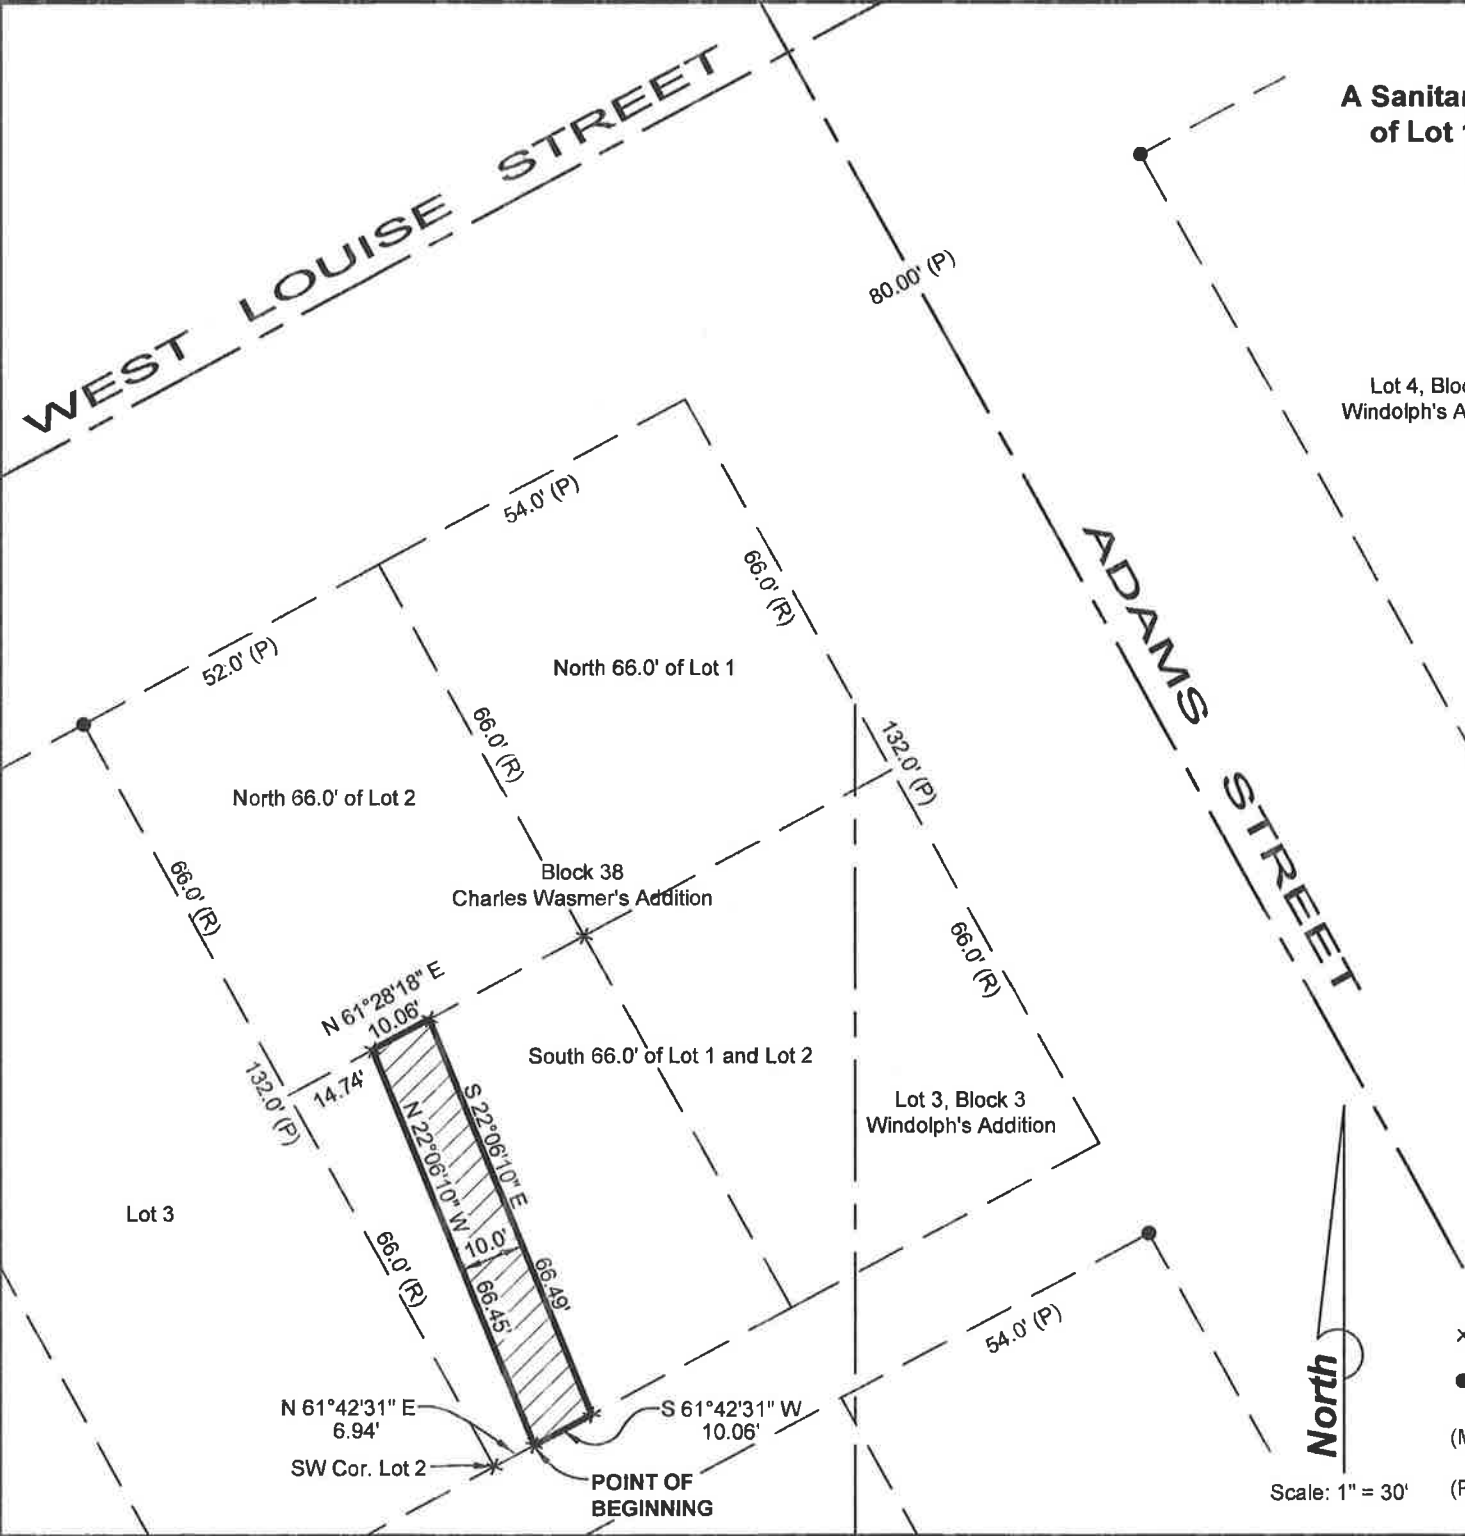 WEST LOUISE STREET
A Sanitar
of Lot
80.00' (P)
Lot 4, Bloc
Windolph's A
54.0' (P)
66.0' (R)
ADAMS STREET
52.0' (P)
North 66.0' of Lot 1
66.0' (R)
132.0' (P)
North 66.0' of Lot 2
66.0' (R)
Block 38
Charles Wasmer's Addition
66.0' (R)
N 61°28'18" E
10.06'
South 66.0' of Lot 1 and Lot 2
14.74'
132.0' (P)
Lot 3, Block 3
Windolph's Addition
N 22°06'10" W
66.45'
S 22°06'10" E
66.49'
10.0'
Lot 3
66.0' (R)
54.0' (P)
N 61°42'31" E
6.94'
S 61°42'31" W
10.06'
SW Cor. Lot 2
POINT OF
BEGINNING
North
Scale: 1" = 30'